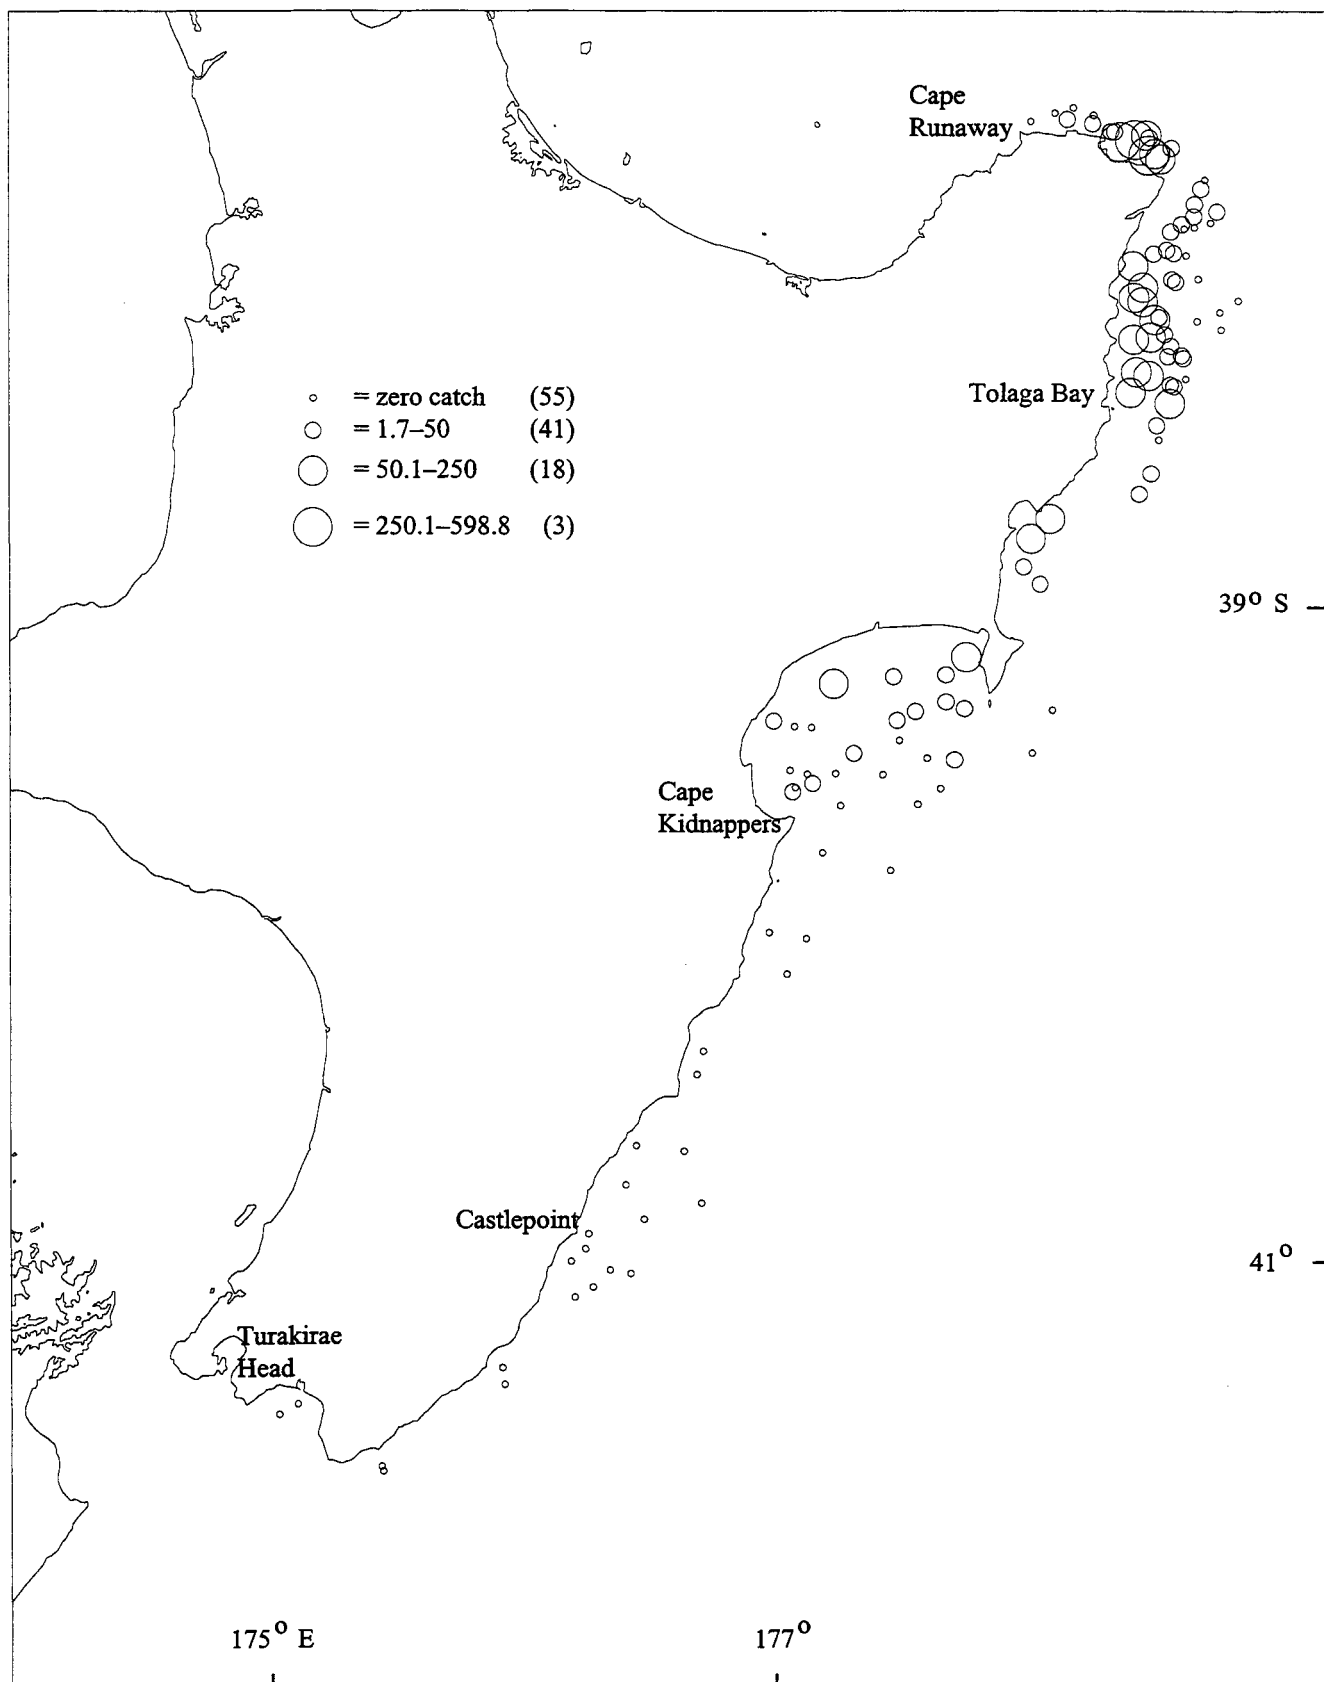 Cape
Runaway
= zero catch (55)
Tolaga Bay
= 1.7–50 (41)
= 50.1–250 (18)
= 250.1–598.8 (3)
39° S
Cape
Kidnappers
Castlepoint
41°
Turakirae
Head
175° E
177°